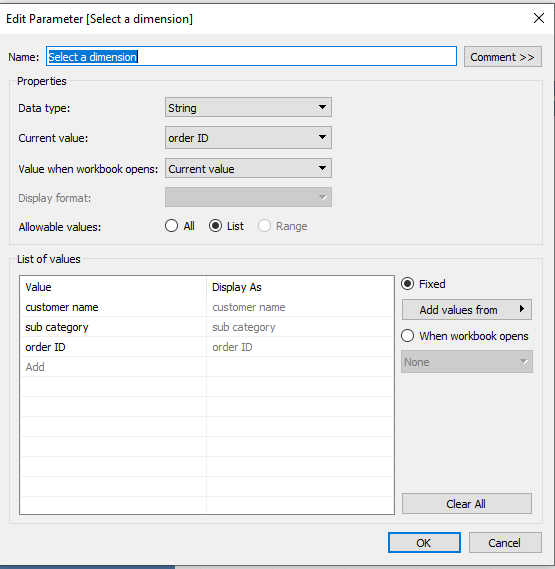 Edit Parameter [Select a dimension]
Name: Select a dimension Comment >>
Properties
Data type: String
Current value: order ID
Value when workbook opens: Current value
Display format:
Allowable values: All List Range
List of values
Value Display As
customer name customer name
sub category sub category
order ID order ID
Add
Fixed
Add values from
When workbook opens
None
Clear All
OK Cancel